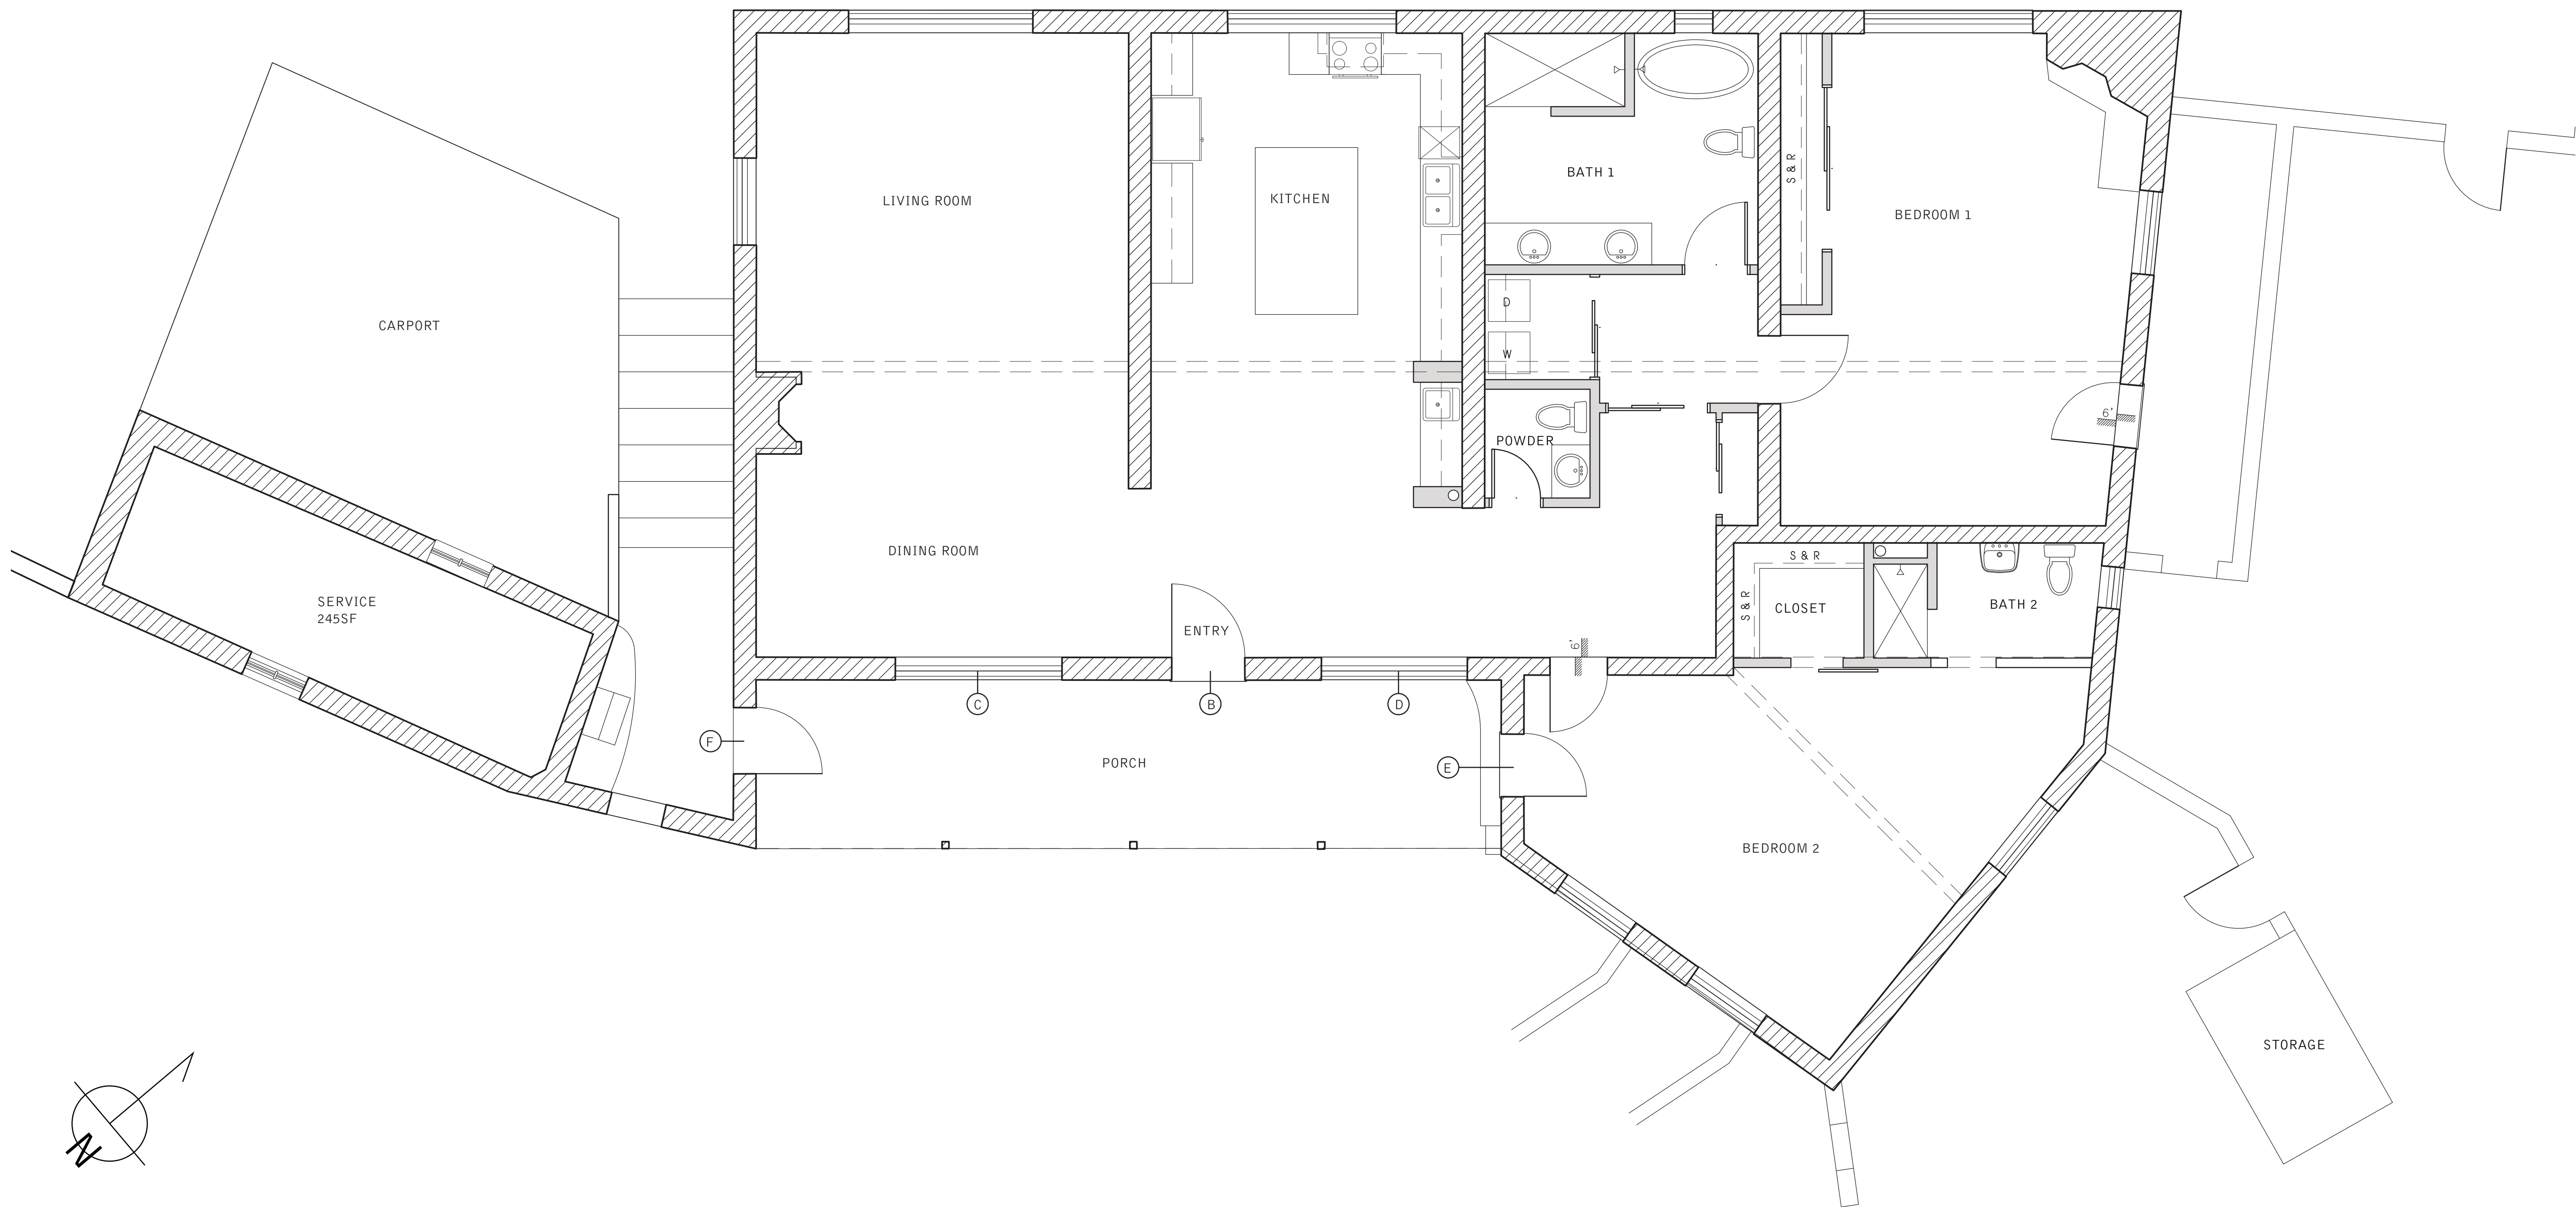 LIVING ROOM
KITCHEN
BATH 1
S & R
BEDROOM 1
CARPORT
D
W
6'
POWDER
DINING ROOM
SERVICE
245SF
ENTRY
6'
S & R
S & R
CLOSET
BATH 2
C
B
D
F
E
PORCH
BEDROOM 2
STORAGE
N